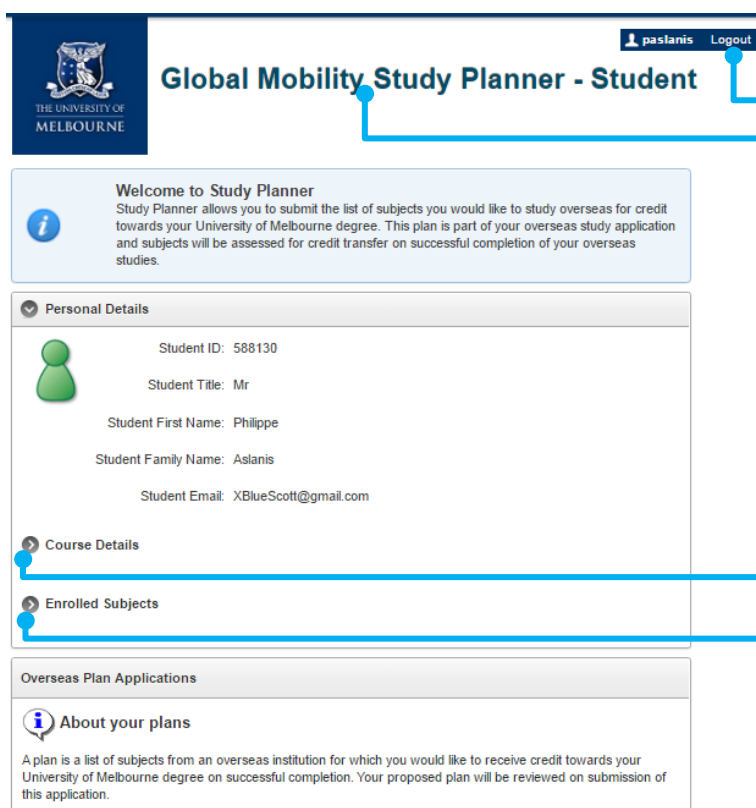 paslanis Logout
Global Mobility Study Planner - Student
THE UNIVERSITY OF
MELBOURNE
Welcome to Study Planner
Study Planner allows you to submit the list of subjects you would like to study overseas for credit
towards your University of Melbourne degree. This plan is part of your overseas study application
and subjects will be assessed for credit transfer on successful completion of your overseas
studies.
Personal Details
Student ID: 588130
Student Title: Mr
Student First Name: Philippe
Student Family Name: Aslanis
Student Email: XBlueScott@gmail.com
Course Details
Enrolled Subjects
Overseas Plan Applications
About your plans
A plan is a list of subjects from an overseas institution for which you would like to receive credit towards your
University of Melbourne degree on successful completion. Your proposed plan will be reviewed on submission of
this application.